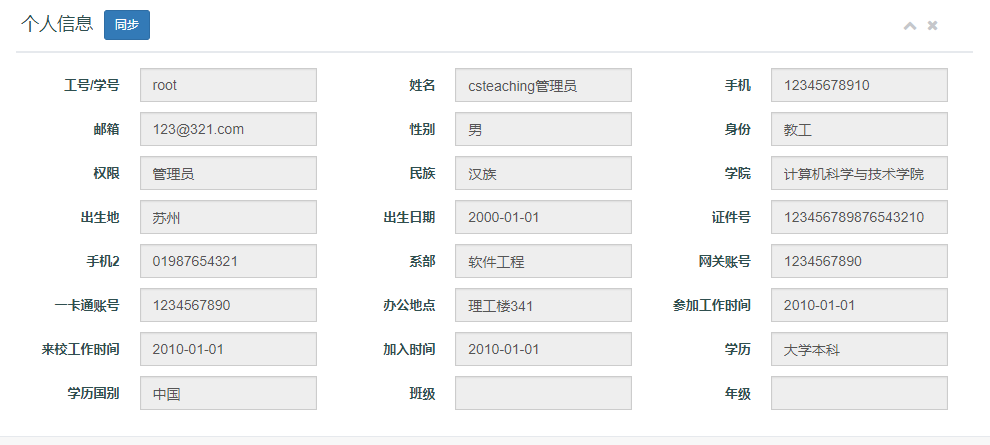 个人信息 同步
工号/学号 root 姓名 csteaching管理员 手机 12345678910
邮箱 123@321.com 性别 男 身份 教工
权限 管理员 民族 汉族 学院 计算机科学与技术学院
出生地 苏州 出生日期 2000-01-01 证件号 123456789876543210
手机2 01987654321 系部 软件工程 网关账号 1234567890
一卡通账号 1234567890 办公地点 理工楼341 参加工作时间 2010-01-01
来校工作时间 2010-01-01 加入时间 2010-01-01 学历 大学本科
学历国别 中国 班级 年级